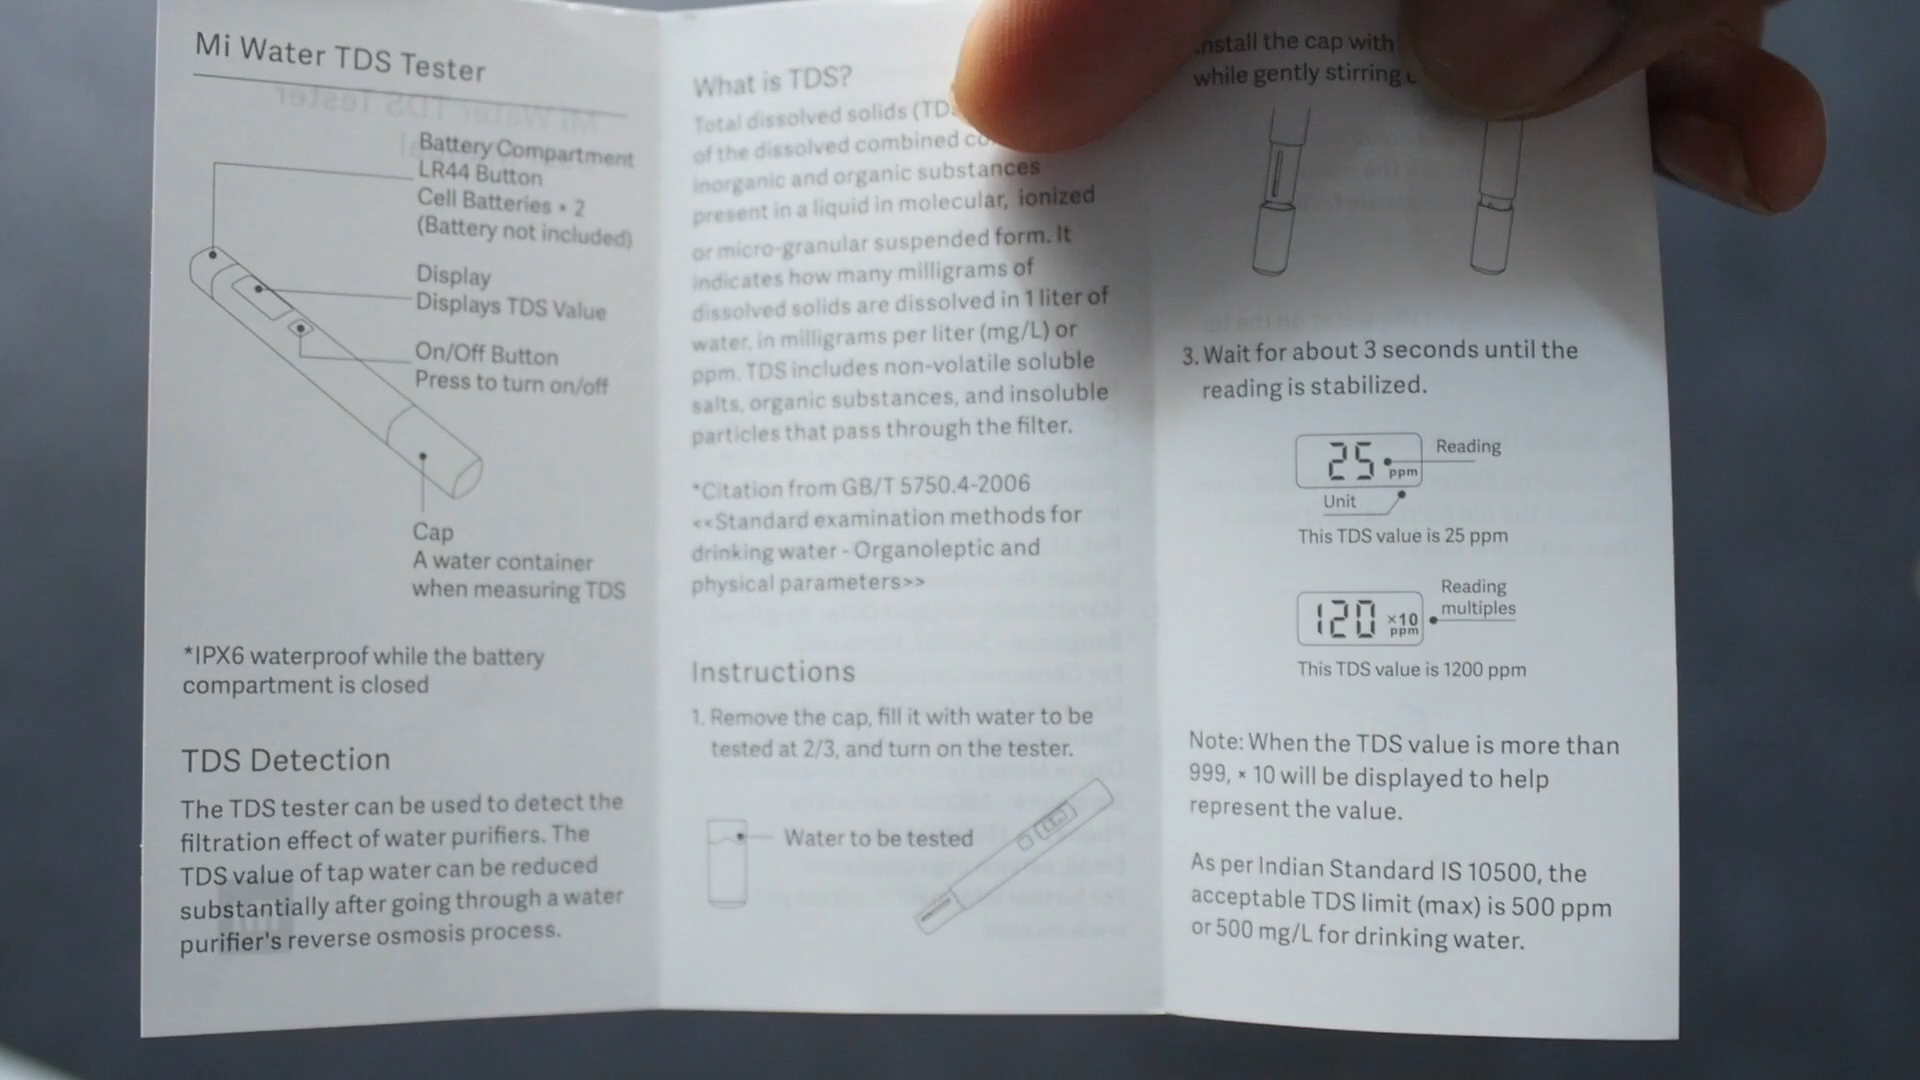 Mi Water TDS Tester
Battery Compartment
LR44 Button
Cell Batteries × 2
(Battery not included)
Display
Displays TDS Value
On/Off Button
Press to turn on/off
Cap
A water container
when measuring TDS
*IPX6 waterproof while the battery
compartment is closed
TDS Detection
The TDS tester can be used to detect the
filtration effect of water purifiers. The
TDS value of tap water can be reduced
substantially after going through a water
purifier's reverse osmosis process.
What is TDS?
Total dissolved solids (TD
of the dissolved combined
inorganic and organic substances
present in a liquid in molecular, ionized
or micro-granular suspended form. It
indicates how many milligrams of
dissolved solids are dissolved in 1 liter of
water, in milligrams per liter (mg/L) or
ppm. TDS includes non-volatile soluble
salts, organic substances, and insoluble
particles that pass through the filter.
*Citation from GB/T 5750.4-2006
<<Standard examination methods for
drinking water - Organoleptic and
physical parameters>>
Instructions
1. Remove the cap, fill it with water to be
tested at 2/3, and turn on the tester.
Water to be tested
install the cap with
while gently stirring
3. Wait for about 3 seconds until the
reading is stabilized.
25 ppm
Reading
Unit
This TDS value is 25 ppm
120 ×10 ppm
Reading
multiples
This TDS value is 1200 ppm
Note: When the TDS value is more than
999, × 10 will be displayed to help
represent the value.
As per Indian Standard IS 10500, the
acceptable TDS limit (max) is 500 ppm
or 500 mg/L for drinking water.